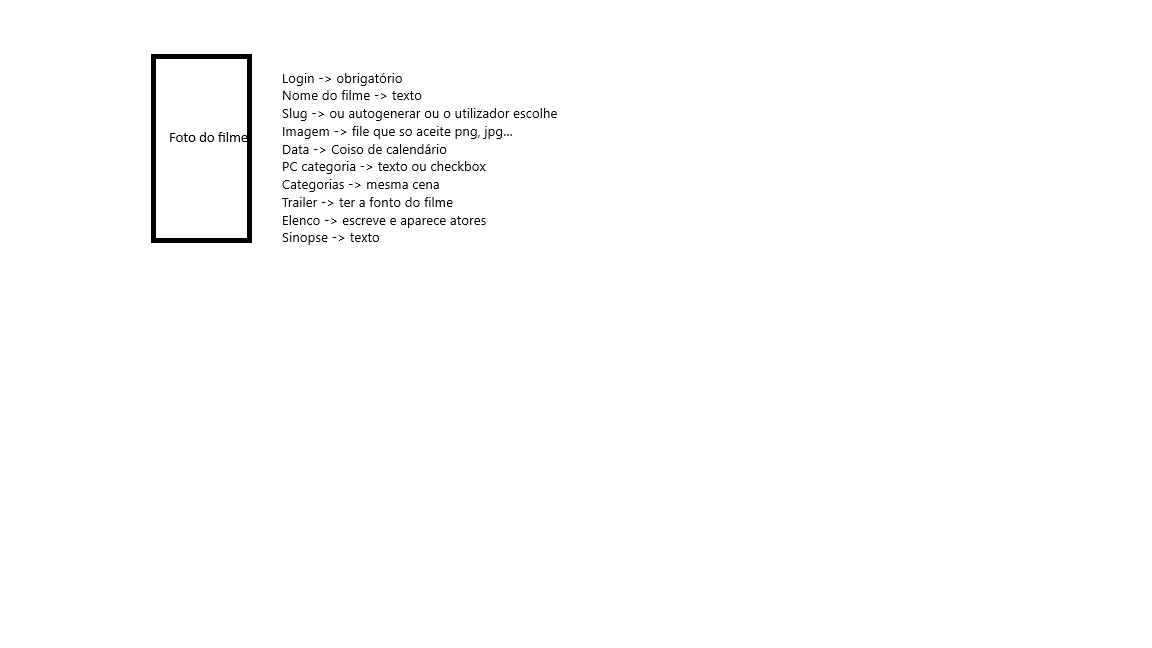 Foto do filme
Login -> obrigatório
Nome do filme -> texto
Slug -> ou autogenerar ou o utilizador escolhe
Imagem -> file que so aceite png, jpg...
Data -> Coiso de calendário
PC categoria -> texto ou checkbox
Categorias -> mesma cena
Trailer -> ter a fonto do filme
Elenco -> escreve e aparece atores
Sinopse -> texto